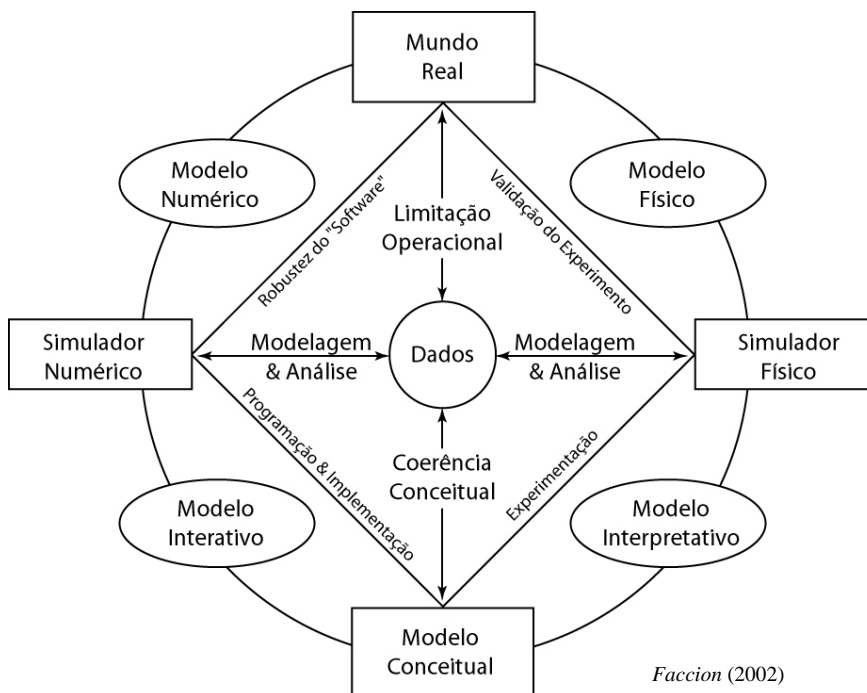 Mundo
Real
Modelo
Numérico
Modelo
Físico
Robustez do "Software"
Validação do Experimento
Limitação
Operacional
Simulador
Numérico
Modelagem
& Análise
Dados
Modelagem
& Análise
Simulador
Físico
Programação & Implementação
Coerência
Conceitual
Experimentação
Modelo
Interativo
Modelo
Interpretativo
Modelo
Conceitual
Faccion (2002)